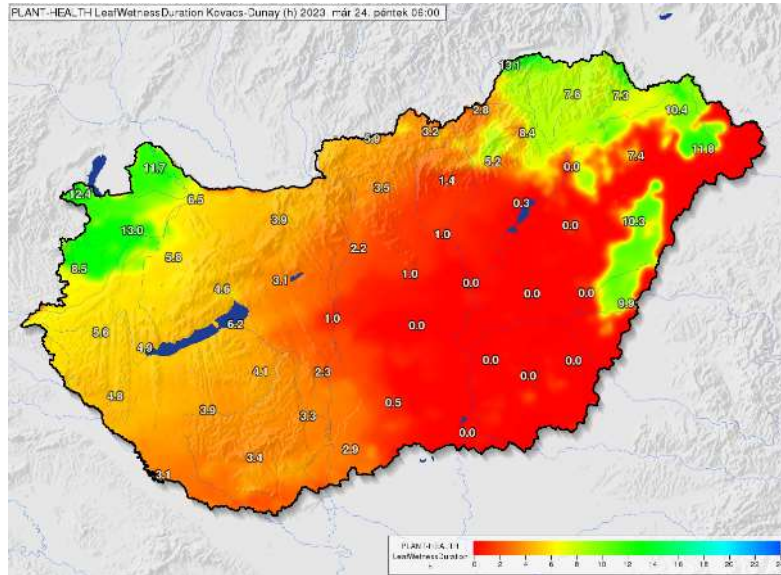 PLANT-HEALTH LeafWetnessDuration Kovacs-Dunay (h) 2023. már 24. péntek 06:00
13.1
7.6 7.3
2.8 10.4
3.2 8.4
5.0 7.4 11.8
11.7 5.2 0.0
12.4 3.5 1.4
6.5 0.3
3.9 0.0 10.3
13.0 2.2 1.0
5.8
8.5 1.0
3.1 0.0
4.6 0.0 0.0
9.9
6.2 1.0 0.0
5.6
4.9
0.0 0.0
4.1 2.3 0.0
4.8
3.9 0.5
3.3
0.0
2.9
3.4
3.1
PLANT-HEALTH
LeafWetnessDuration
0 2 4 6 8 10 12 14 16 18 20 22